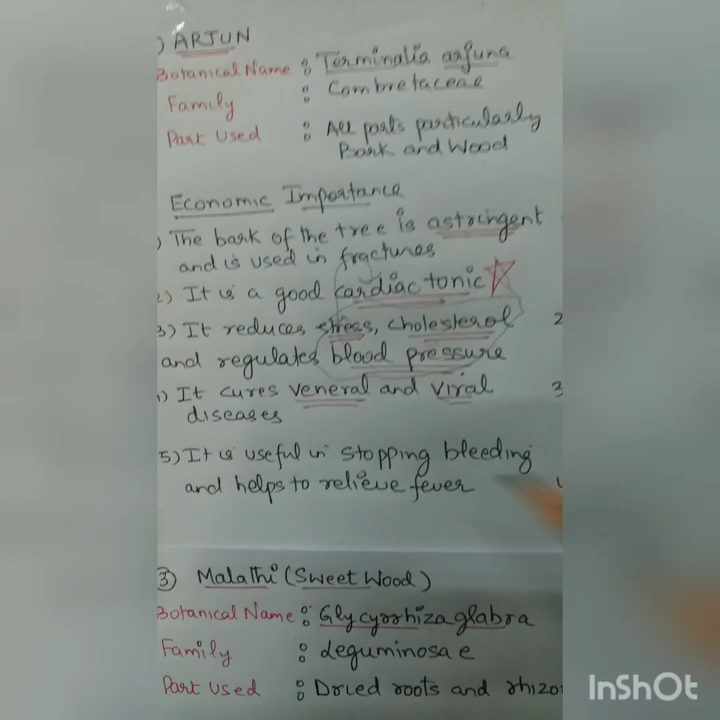 ) ARJUN
Botanical Name : Terminalia arjuna
Family : Combretaceae
Part Used : All parts particularly
Bark and Wood
Economic Importance
) The bark of the tree is astringent
and is used in fractures
2) It is a good cardiac tonic
3) It reduces stress, cholesterol
and regulates blood pressure
) It cures veneral and viral
diseases
5) It is useful in stopping bleeding
and helps to relieve fever
2
3
③ Malathi (Sweet Wood)
Botanical Name : Glycyrrhiza glabra
Family : Leguminosae
Part Used : Dried roots and rhizo
InShOt